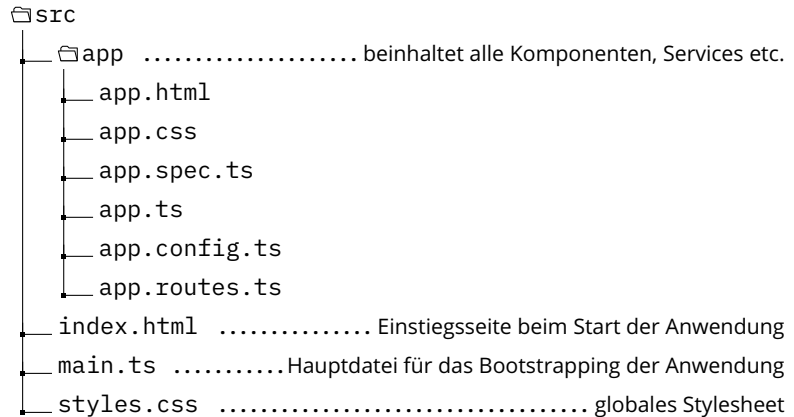 src
app ..................... beinhaltet alle Komponenten, Services etc.
app.html
app.css
app.spec.ts
app.ts
app.config.ts
app.routes.ts
index.html ............... Einstiegsseite beim Start der Anwendung
main.ts ...........Hauptdatei für das Bootstrapping der Anwendung
styles.css .................................... globales Stylesheet